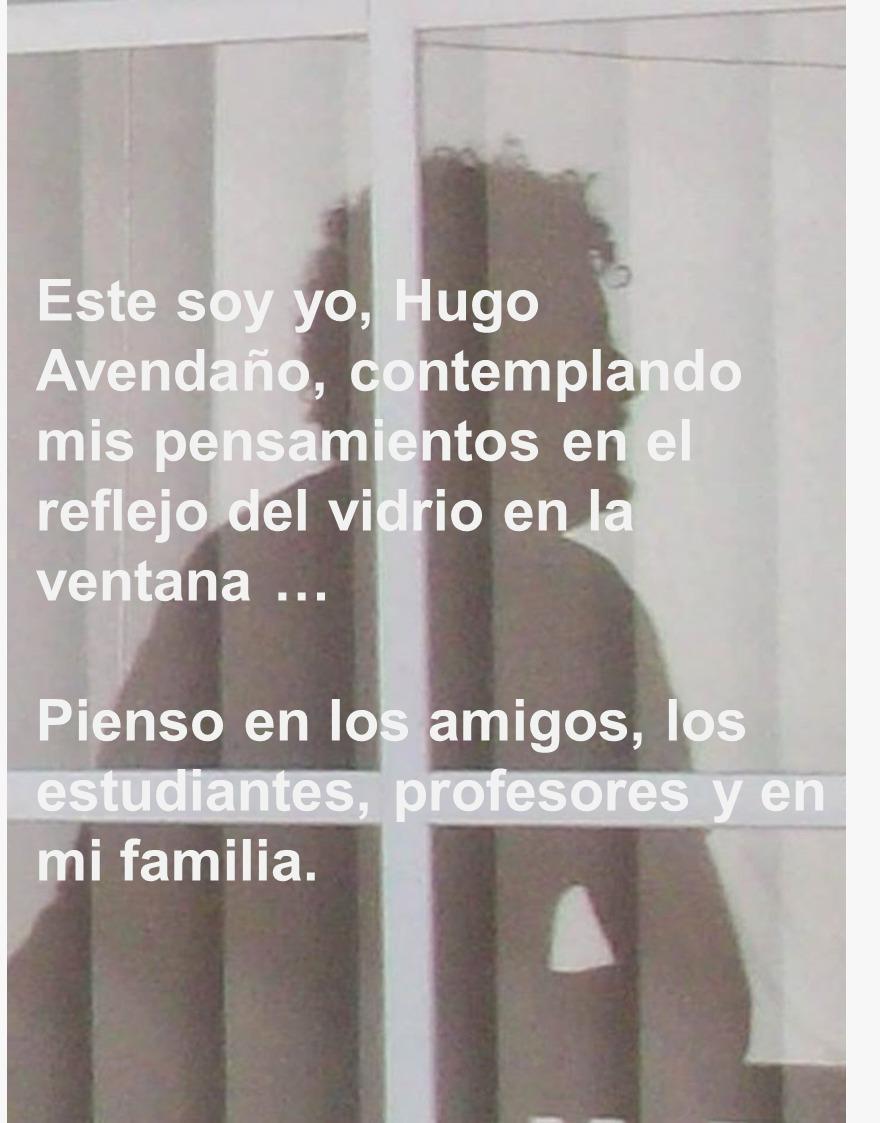 Este soy yo, Hugo
Avendaño, contemplando
mis pensamientos en el
reflejo del vidrio en la
ventana …
Pienso en los amigos, los
estudiantes, profesores y en
mi familia.